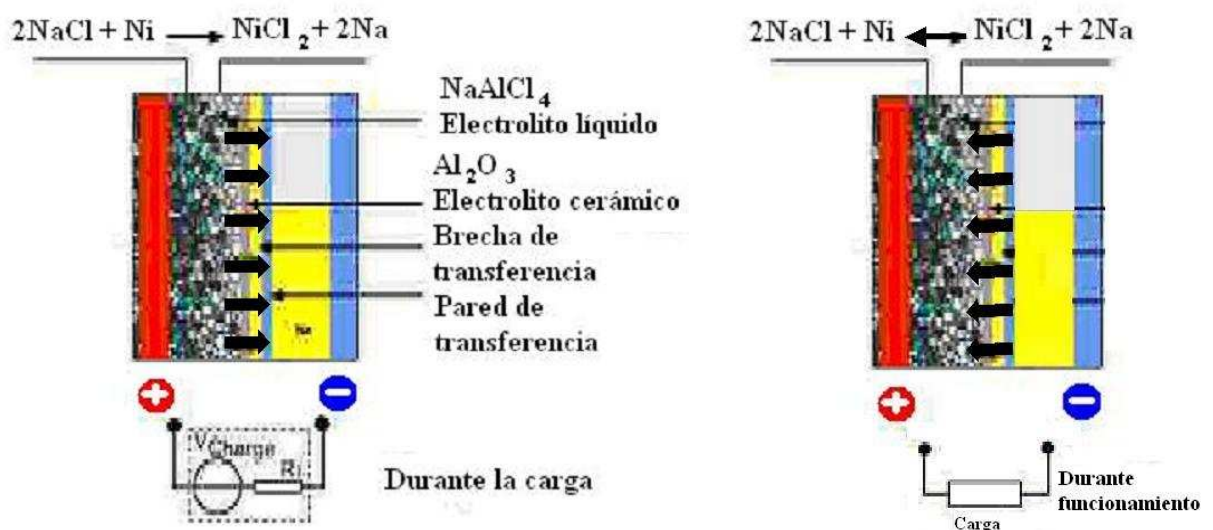 2NaCl + Ni → NiCl₂ + 2Na
NaAlCl₄
Electrolito líquido
Al₂O₃
Electrolito cerámico
Brecha de
transferencia
Pared de
transferencia
Na
+
−
V Charge
Ri
Durante la carga
2NaCl + Ni ↔ NiCl₂ + 2Na
+
−
Carga
Durante
funcionamiento